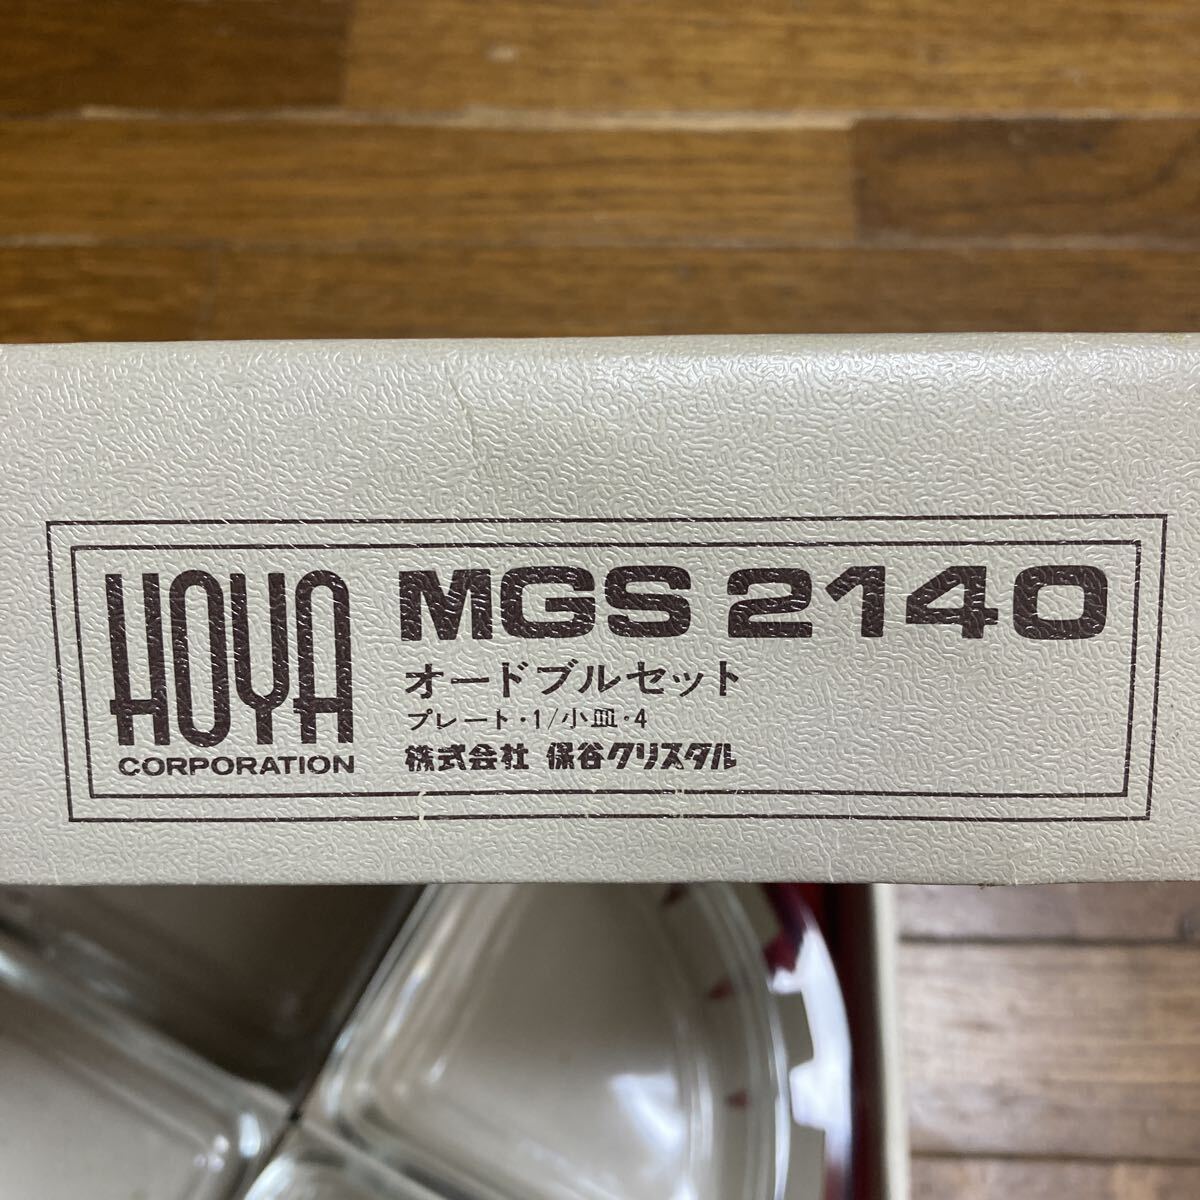 HOYA
CORPORATION
MGS 2140
オードブルセット
プレート・1/小皿・4
株式会社 保谷クリスタル